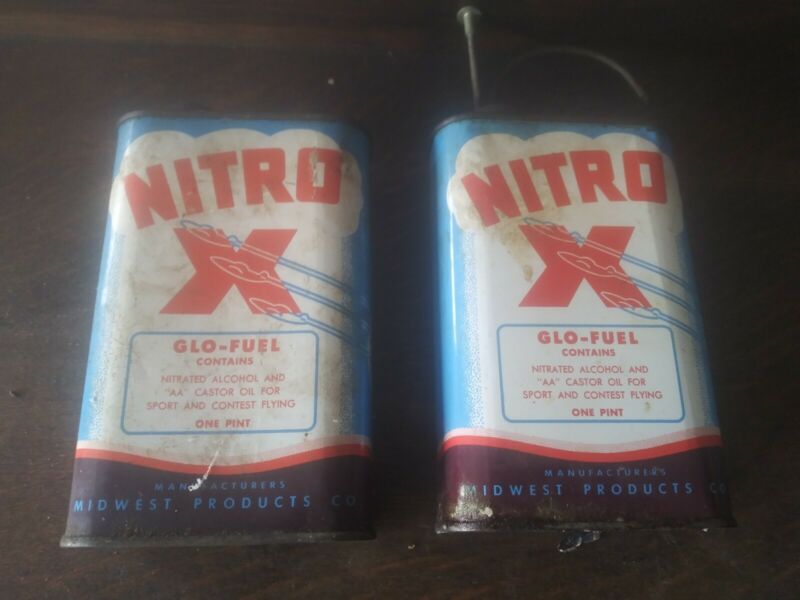 NITRO
X
GLO-FUEL
CONTAINS
NITRATED ALCOHOL AND
"AA" CASTOR OIL FOR
SPORT AND CONTEST FLYING
ONE PINT
MANUFACTURERS
MIDWEST PRODUCTS CO
NITRO
X
GLO-FUEL
CONTAINS
NITRATED ALCOHOL AND
"AA" CASTOR OIL FOR
SPORT AND CONTEST FLYING
ONE PINT
MANUFACTURERS
MIDWEST PRODUCTS CO